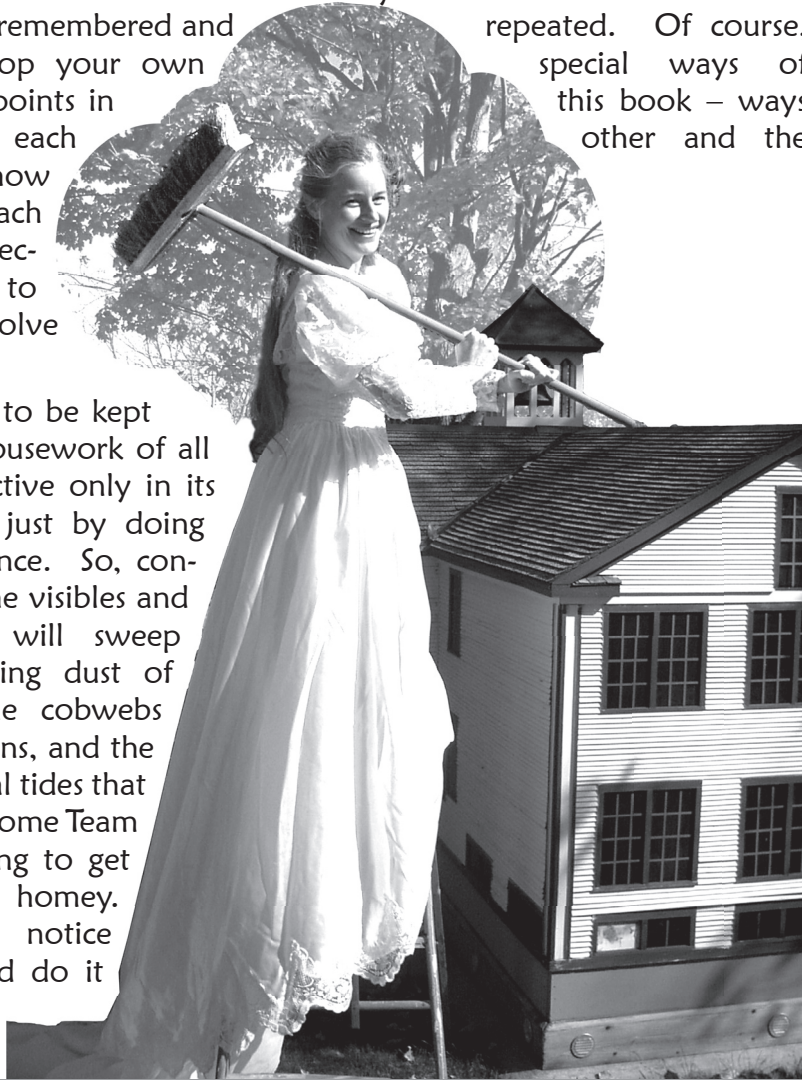 remembered and repeated. Of course.
op your own special ways of
points in this book – ways
each other and the
now
ach
ec-
to
olve
to be kept
ousework of all
ctive only in its
just by doing
nce. So, con-
e visibles and
will sweep
ing dust of
e cobwebs
ns, and the
l tides that
ome Team
ng to get
homey.
notice
d do it